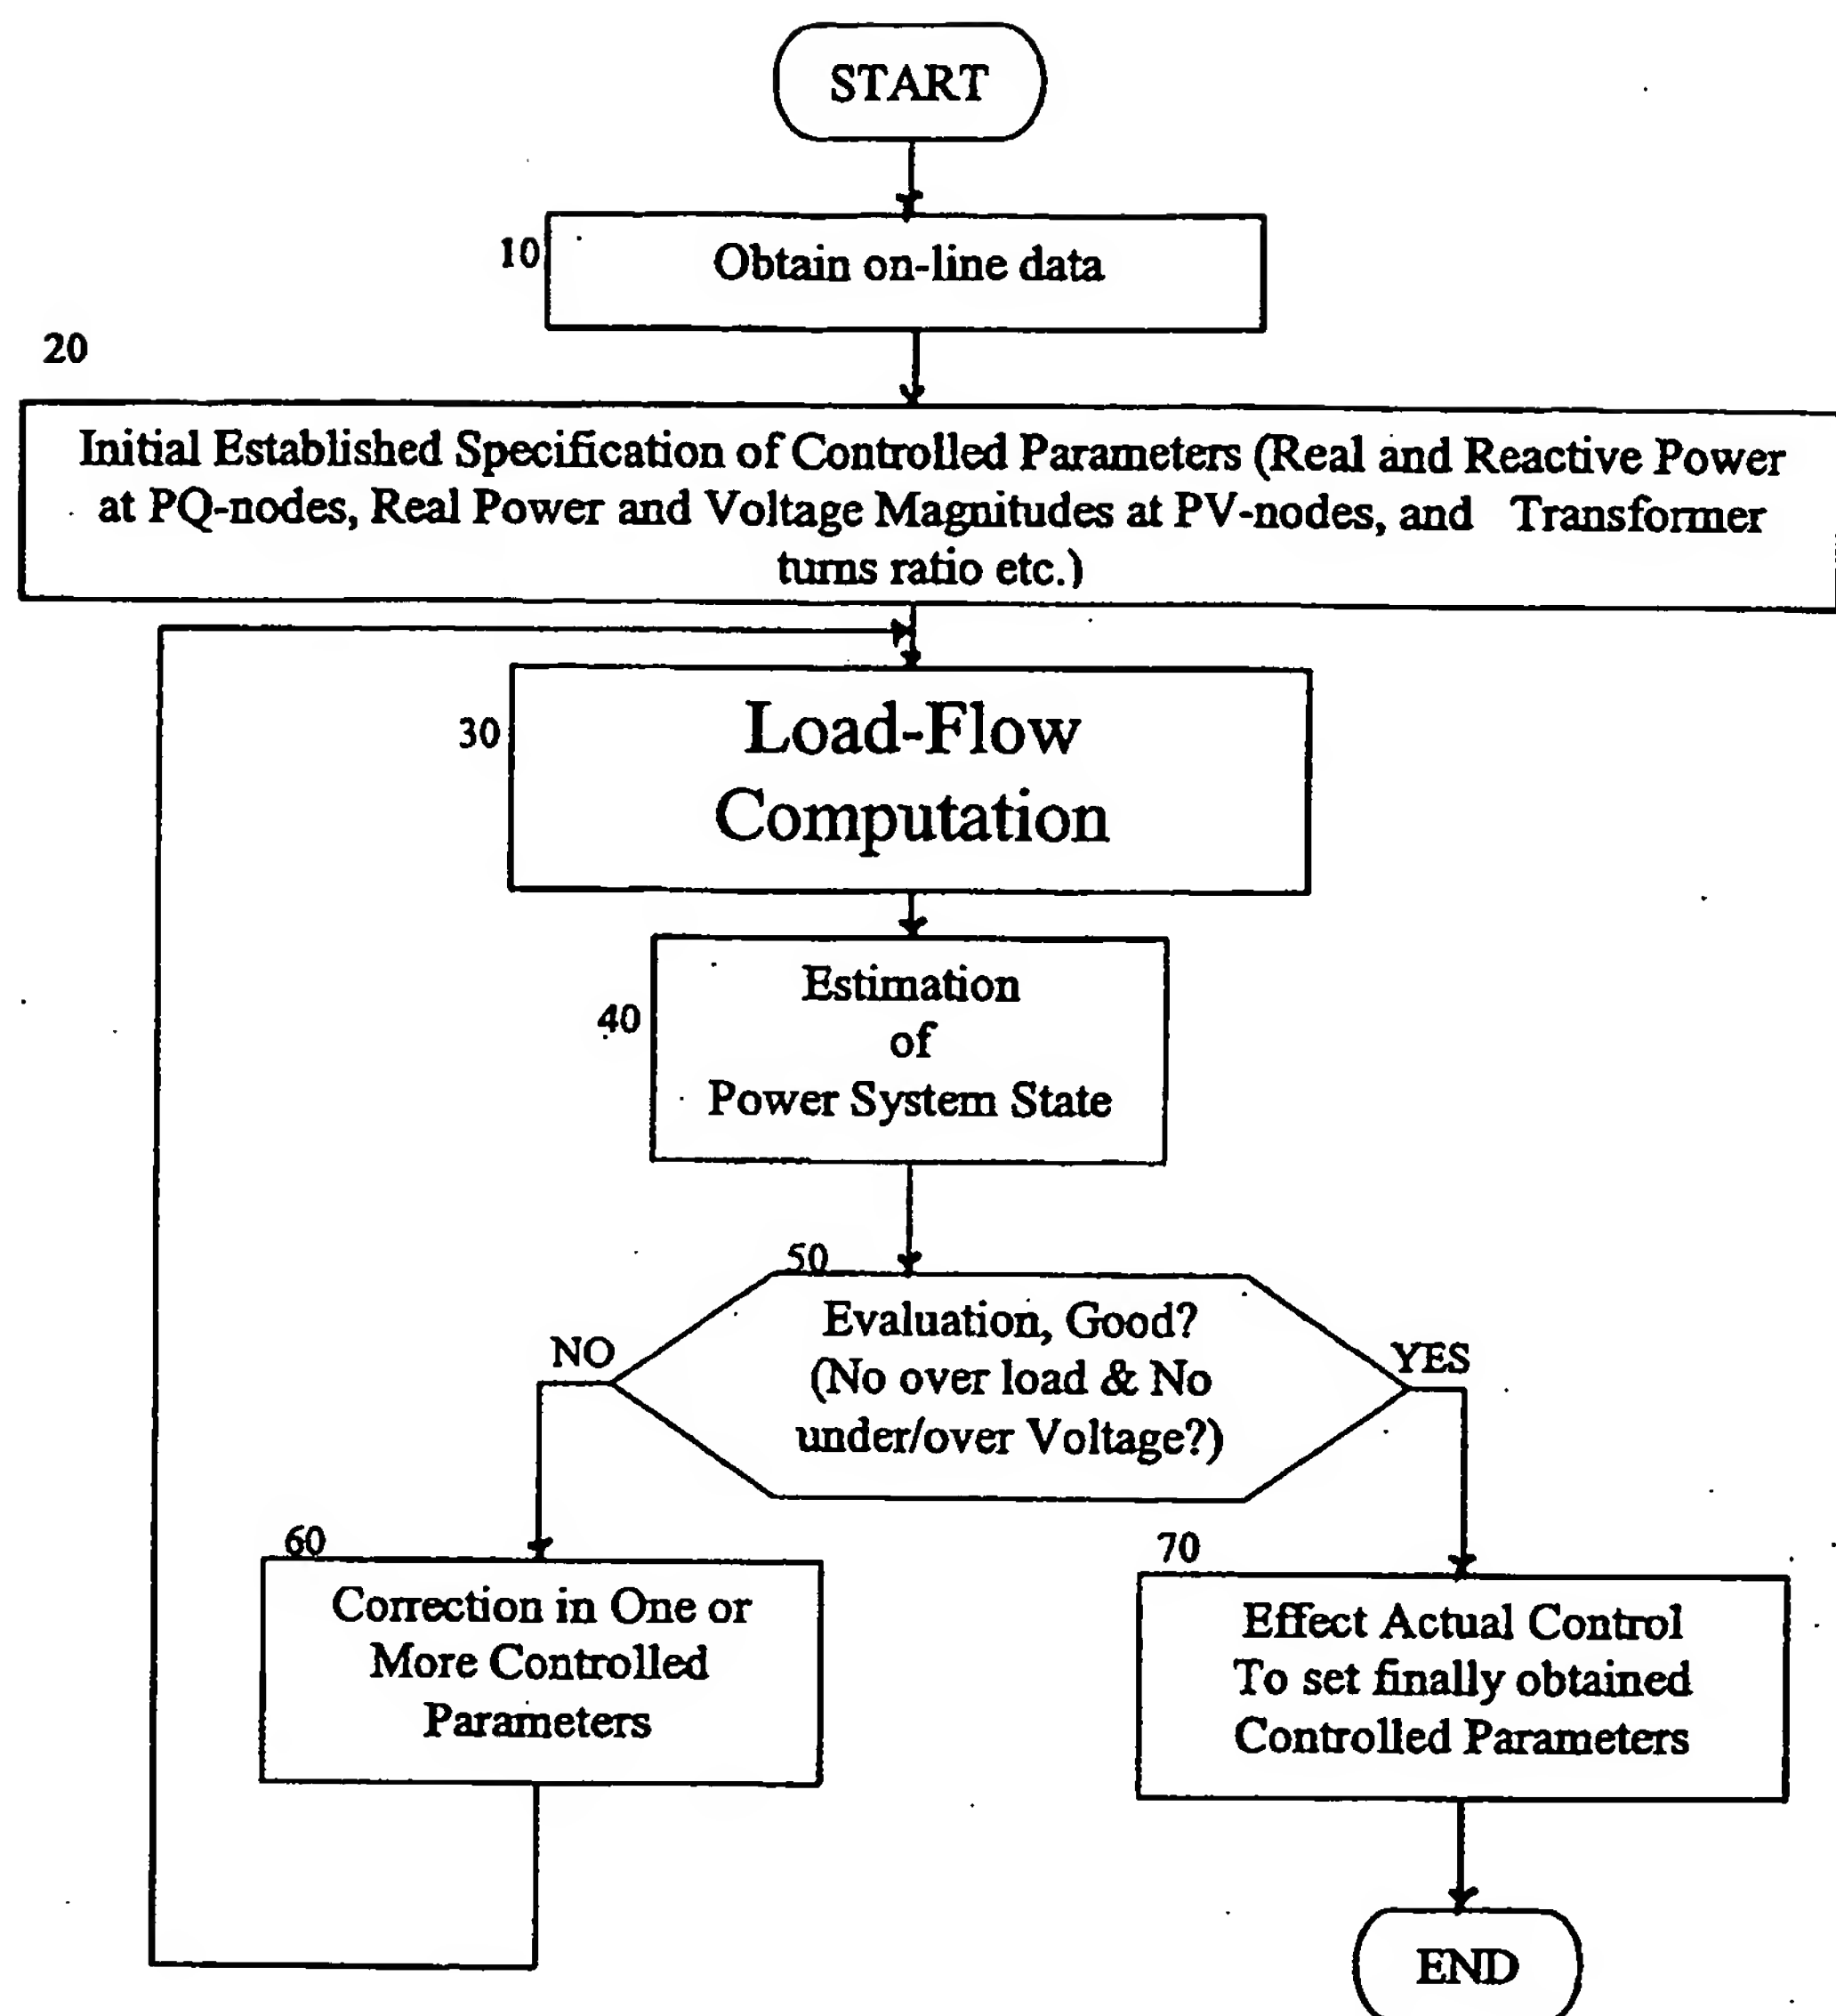 START
10
Obtain on-line data
20
Initial Established Specification of Controlled Parameters (Real and Reactive Power
at PQ-nodes, Real Power and Voltage Magnitudes at PV-nodes, and Transformer
turns ratio etc.)
30
Load-Flow
Computation
40
Estimation
of
Power System State
50
Evaluation, Good?
(No over load & No
under/over Voltage?)
NO
YES
60
Correction in One or
More Controlled
Parameters
70
Effect Actual Control
To set finally obtained
Controlled Parameters
END